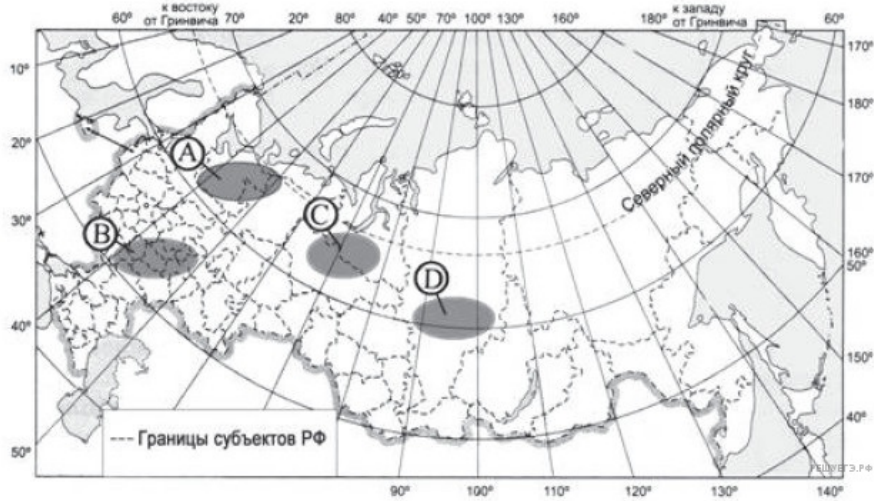 к востоку
от Гринвича
к западу
от Гринвича
60° 70° 20° 80° 40° 50° 70° 100° 130° 160° 180° 60°
10°
20°
30°
40°
50°
170°
180°
170°
160°
50°
150°
40°
Северный полярный круг
A
B
C
D
Границы субъектов РФ
90° 100° 110° 120° 130° 140°
РЕШУЕГЭ.РФ